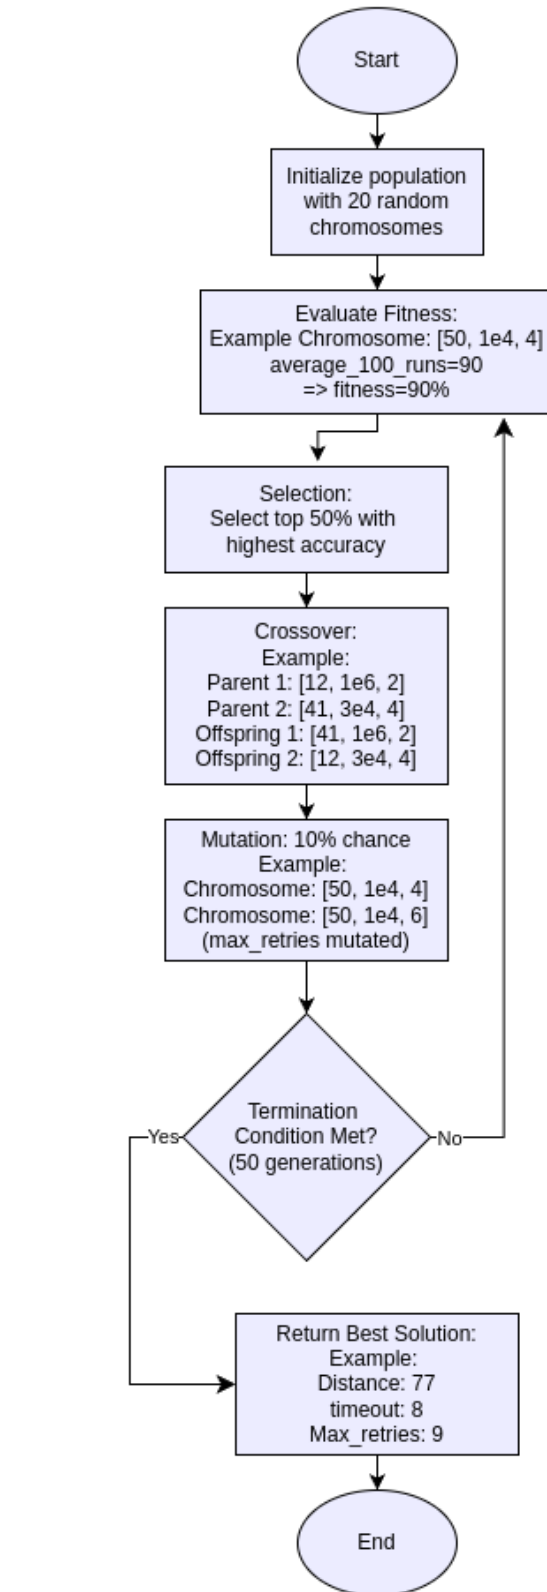 Start
Initialize population
with 20 random
chromosomes
Evaluate Fitness:
Example Chromosome: [50, 1e4, 4]
average_100_runs=90
=> fitness=90%
Selection:
Select top 50% with
highest accuracy
Crossover:
Example:
Parent 1: [12, 1e6, 2]
Parent 2: [41, 3e4, 4]
Offspring 1: [41, 1e6, 2]
Offspring 2: [12, 3e4, 4]
Mutation: 10% chance
Example:
Chromosome: [50, 1e4, 4]
Chromosome: [50, 1e4, 6]
(max_retries mutated)
Termination
Condition Met?
(50 generations)
Yes
No
Return Best Solution:
Example:
Distance: 77
timeout: 8
Max_retries: 9
End